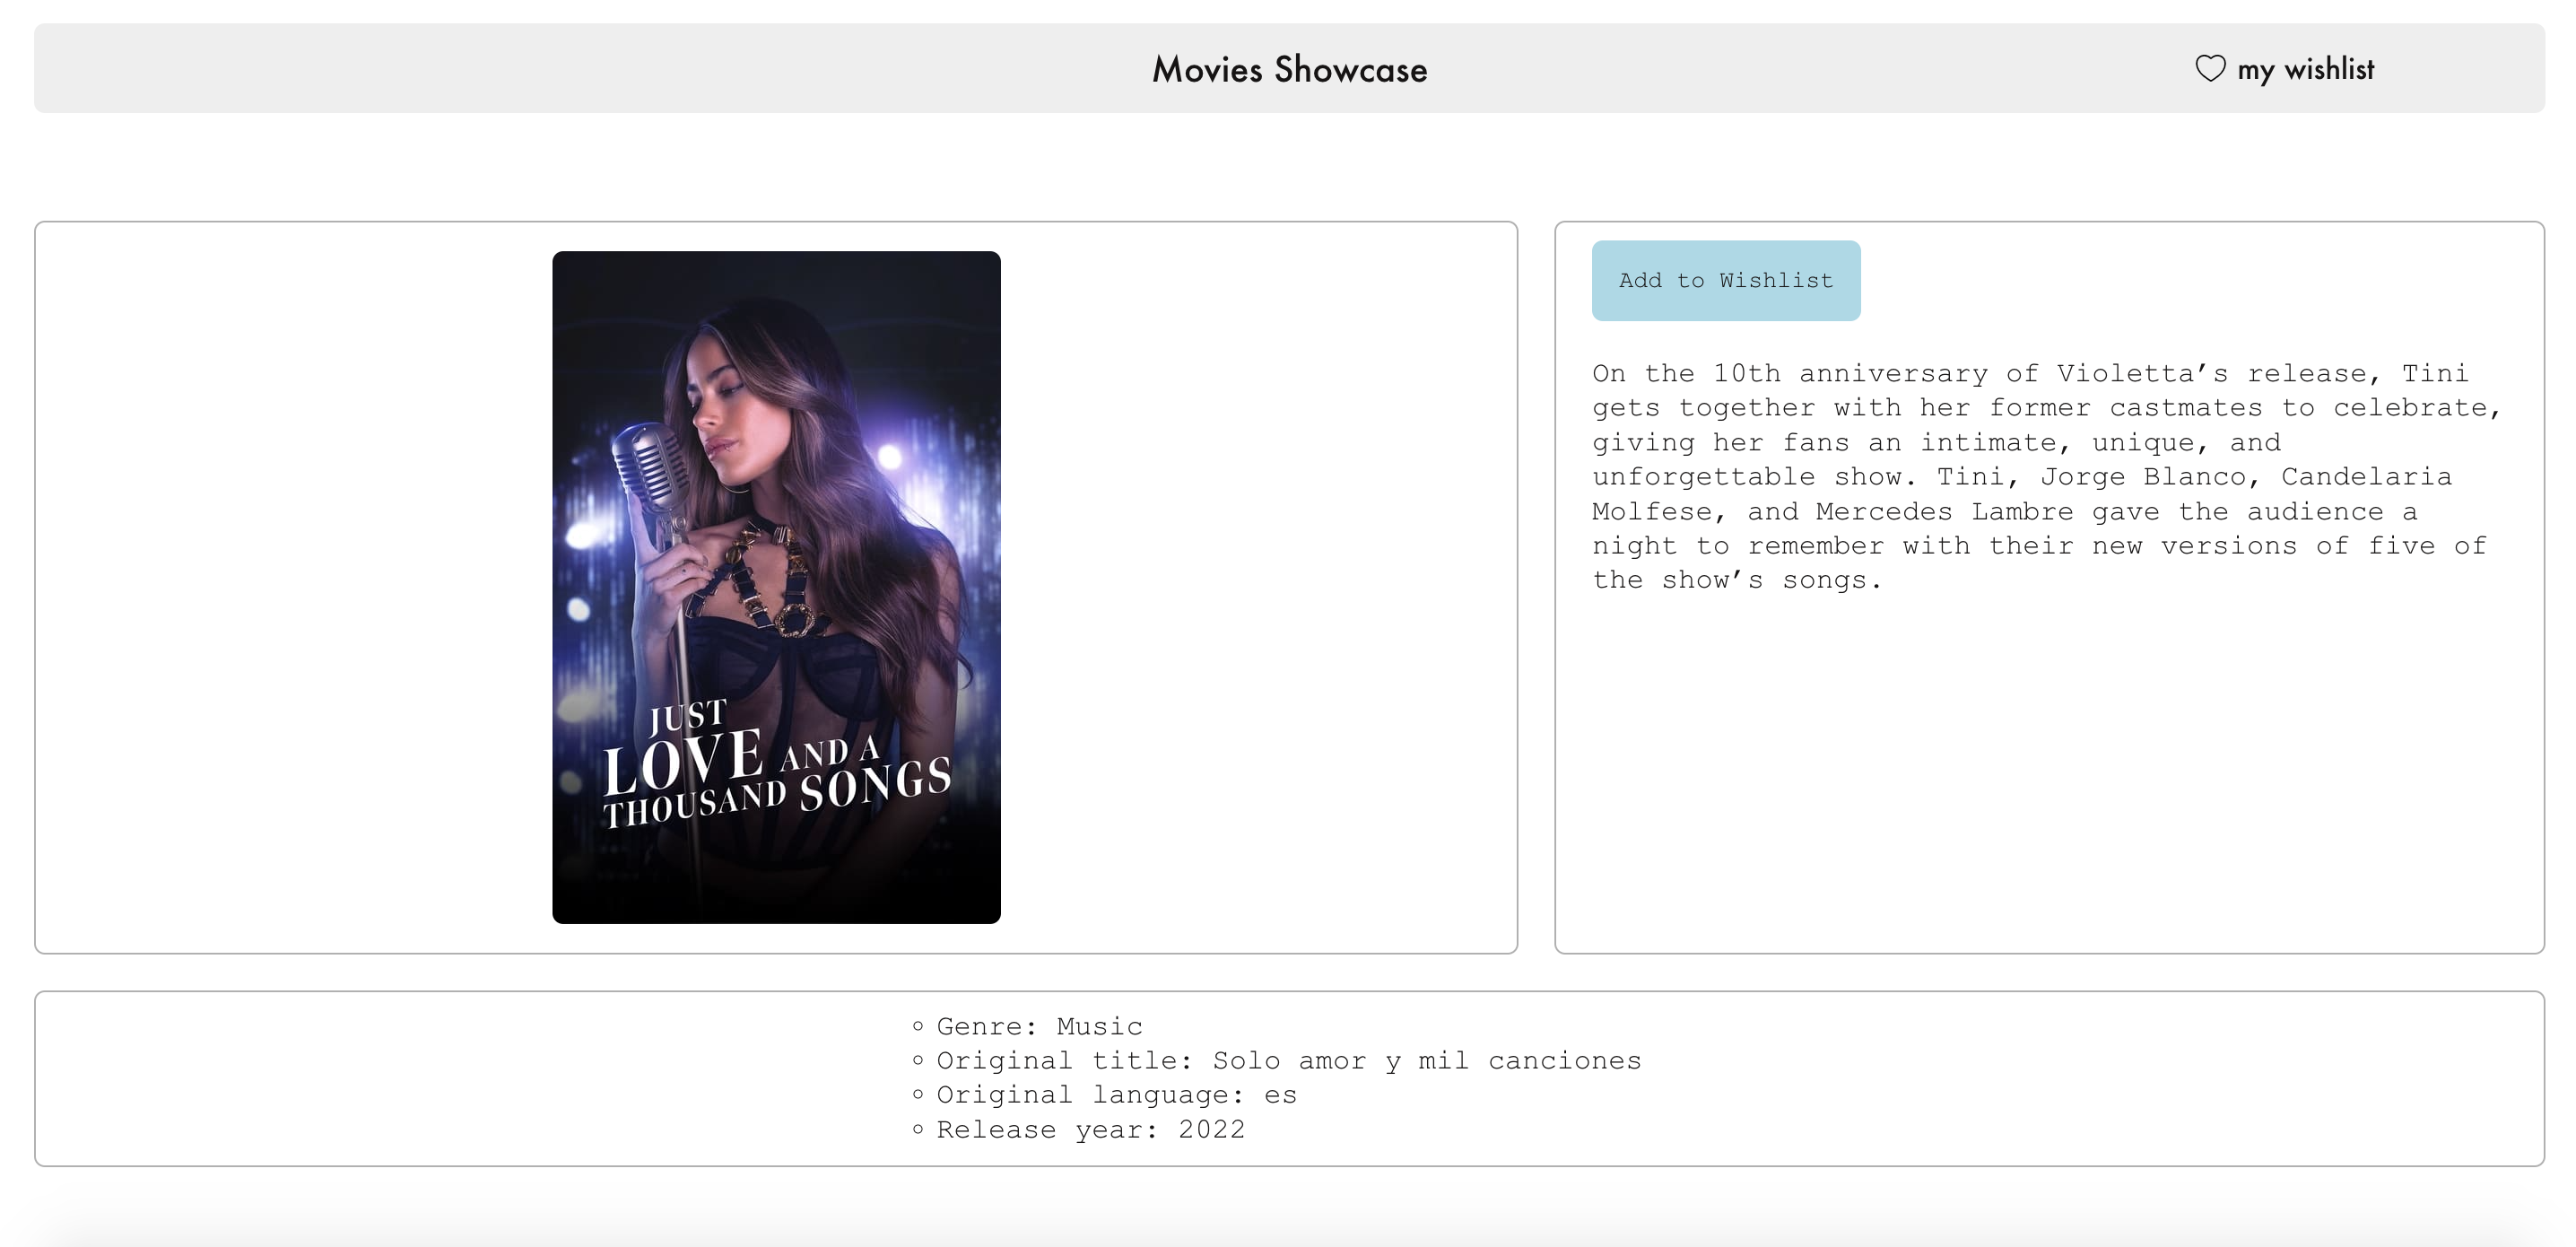 Movies Showcase
my wishlist
JUST
LOVE AND A
THOUSAND SONGS
Add to Wishlist
On the 10th anniversary of Violetta’s release, Tini
gets together with her former castmates to celebrate,
giving her fans an intimate, unique, and
unforgettable show. Tini, Jorge Blanco, Candelaria
Molfese, and Mercedes Lambre gave the audience a
night to remember with their new versions of five of
the show’s songs.
Genre: Music
Original title: Solo amor y mil canciones
Original language: es
Release year: 2022